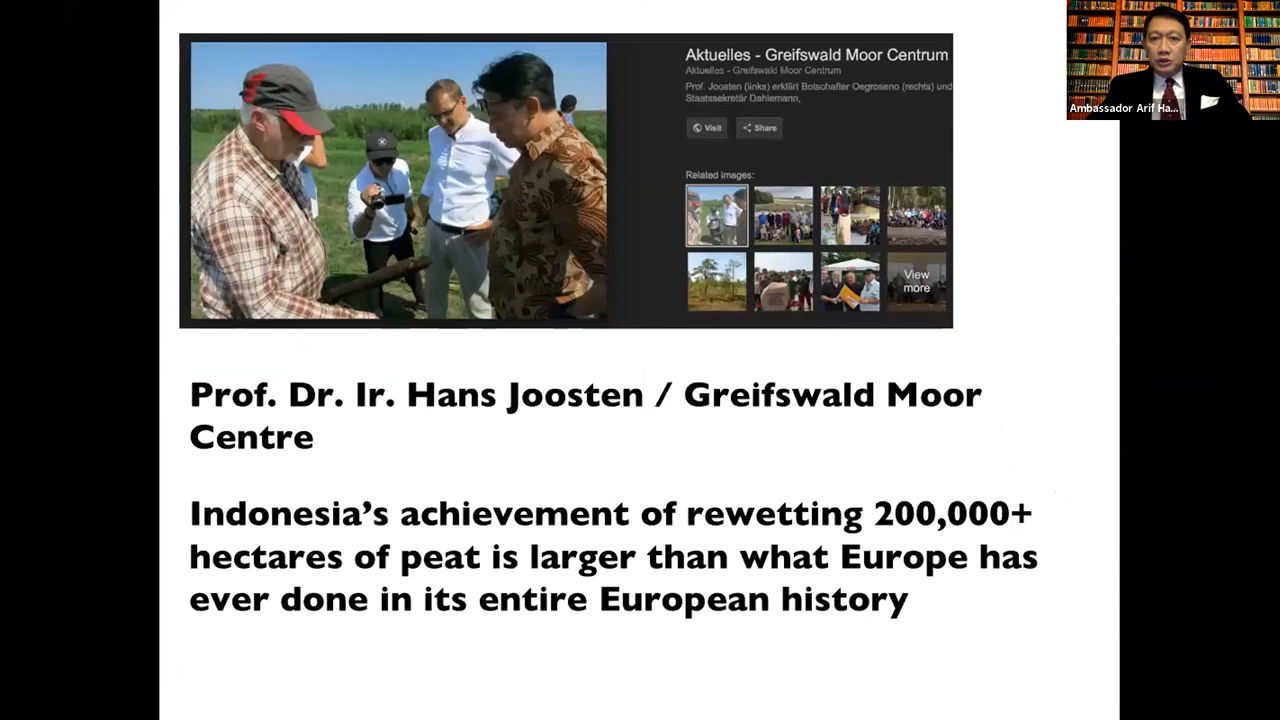 Aktuelles - Greifswald Moor Centrum
Aktuelles - Greifswald Moor Centrum
Prof. Joosten (links) erklärt Botschafter Oegroseno (rechts) und
Staatssekretär Dahlemann,
Visit
Share
Related images:
View
more
Ambassador Arif Ha...
Prof. Dr. Ir. Hans Joosten / Greifswald Moor
Centre
Indonesia’s achievement of rewetting 200,000+
hectares of peat is larger than what Europe has
ever done in its entire European history